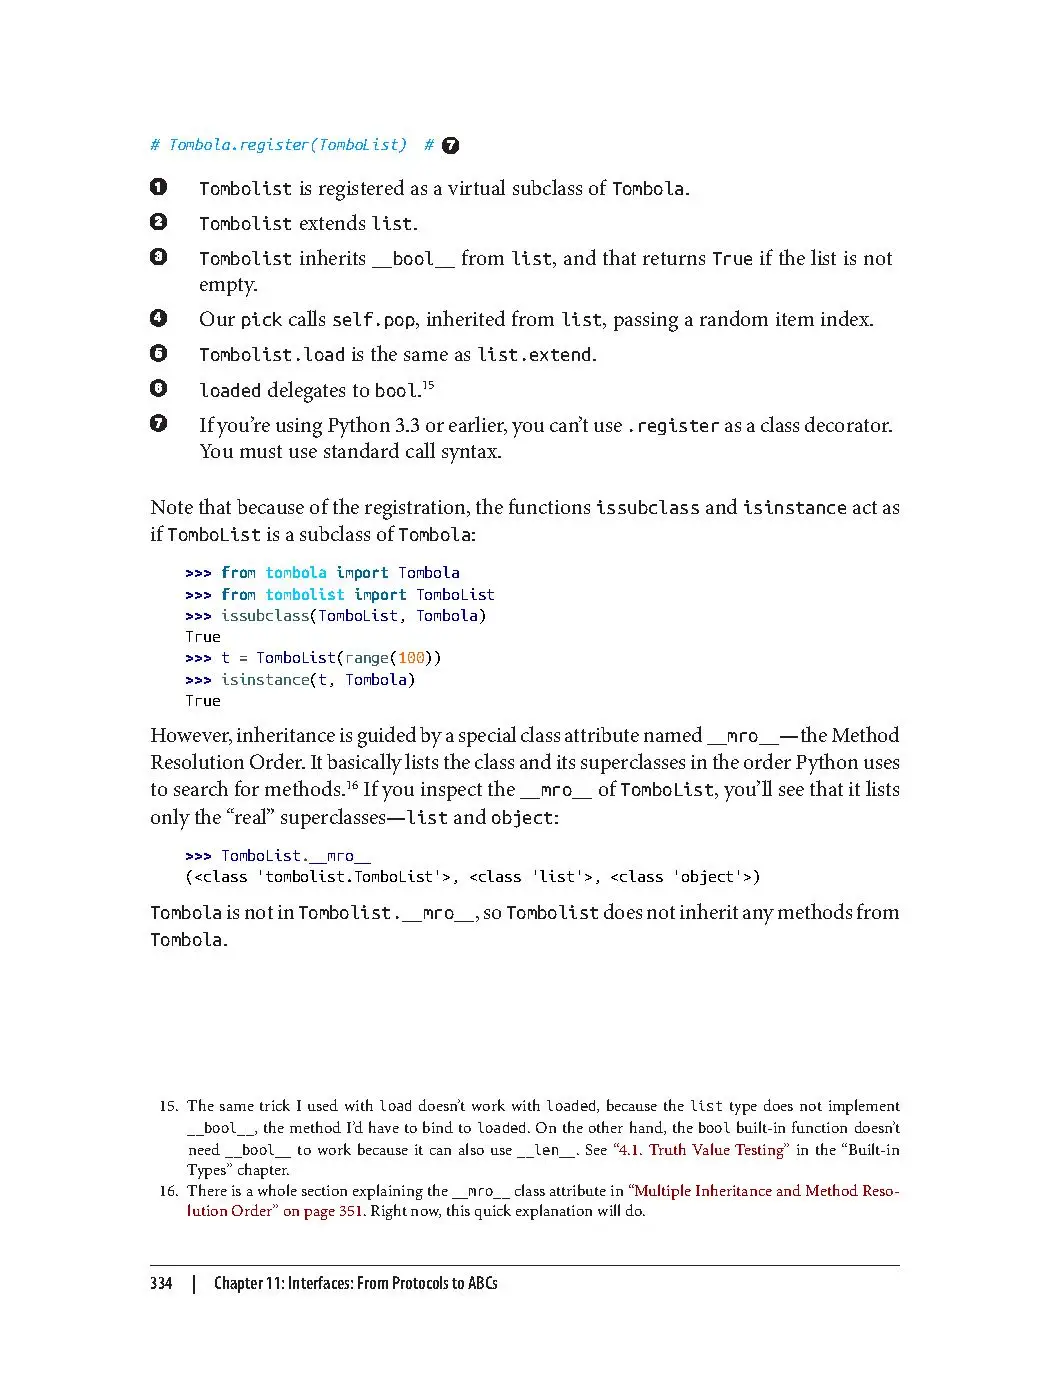 # Tombola.register(TomboList)  # ❼
❶ Tombolist is registered as a virtual subclass of Tombola.
❷ Tombolist extends list.
❸ Tombolist inherits __bool__ from list, and that returns True if the list is not
empty.
❹ Our pick calls self.pop, inherited from list, passing a random item index.
❺ Tombolist.load is the same as list.extend.
❻ loaded delegates to bool.15
❼ If you’re using Python 3.3 or earlier, you can’t use .register as a class decorator.
You must use standard call syntax.
Note that because of the registration, the functions issubclass and isinstance act as
if TomboList is a subclass of Tombola:
>>> from tombola import Tombola
>>> from tombolist import TomboList
>>> issubclass(TomboList, Tombola)
True
>>> t = TomboList(range(100))
>>> isinstance(t, Tombola)
True
However, inheritance is guided by a special class attribute named __mro__—the Method
Resolution Order. It basically lists the class and its superclasses in the order Python uses
to search for methods.16 If you inspect the __mro__ of TomboList, you’ll see that it lists
only the “real” superclasses—list and object:
>>> TomboList.__mro__
(<class 'tombolist.TomboList'>, <class 'list'>, <class 'object'>)
Tombola is not in Tombolist.__mro__, so Tombolist does not inherit any methods from
Tombola.
15. The same trick I used with load doesn’t work with loaded, because the list type does not implement
__bool__, the method I’d have to bind to loaded. On the other hand, the bool built-in function doesn’t
need __bool__ to work because it can also use __len__. See “4.1. Truth Value Testing” in the “Built-in
Types” chapter.
16. There is a whole section explaining the __mro__ class attribute in “Multiple Inheritance and Method Reso-
lution Order” on page 351. Right now, this quick explanation will do.
334 | Chapter 11: Interfaces: From Protocols to ABCs